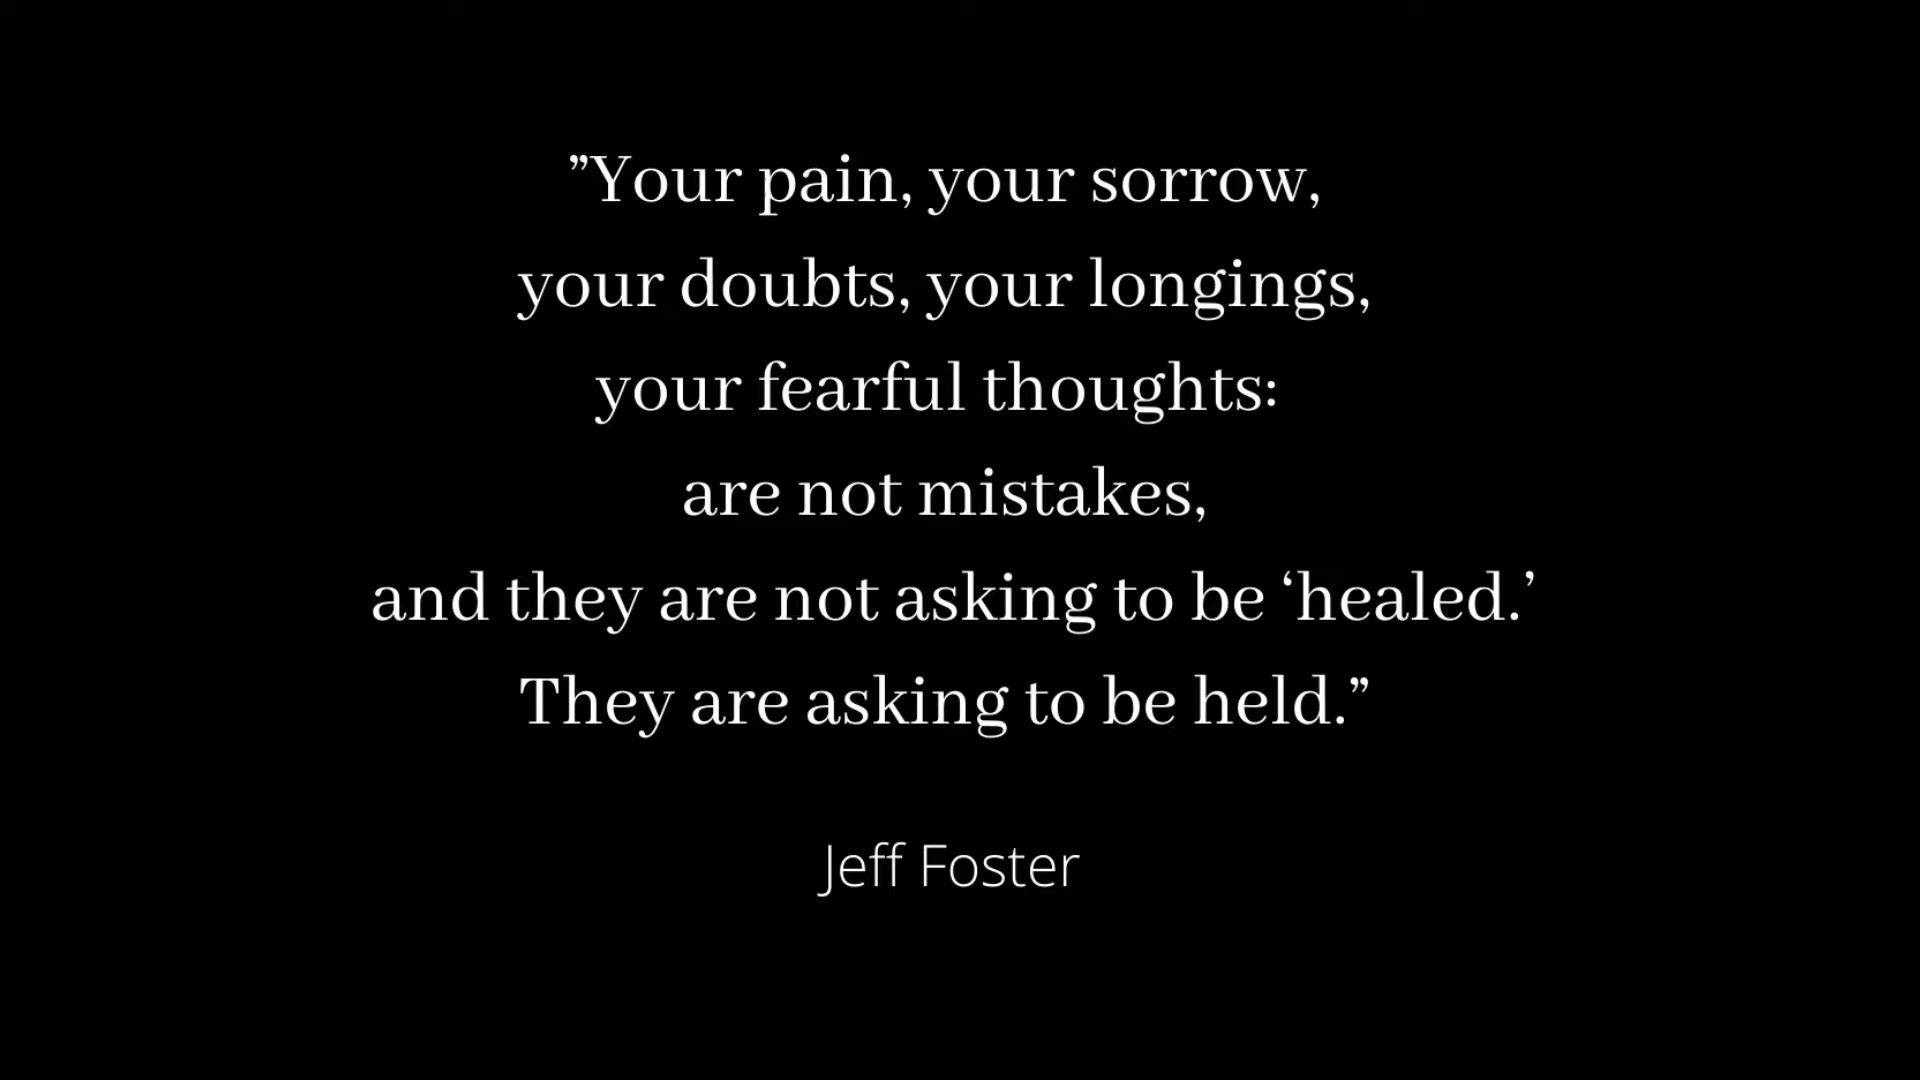 ”Your pain, your sorrow,
your doubts, your longings,
your fearful thoughts:
are not mistakes,
and they are not asking to be ‘healed.’
They are asking to be held.”
Jeff Foster